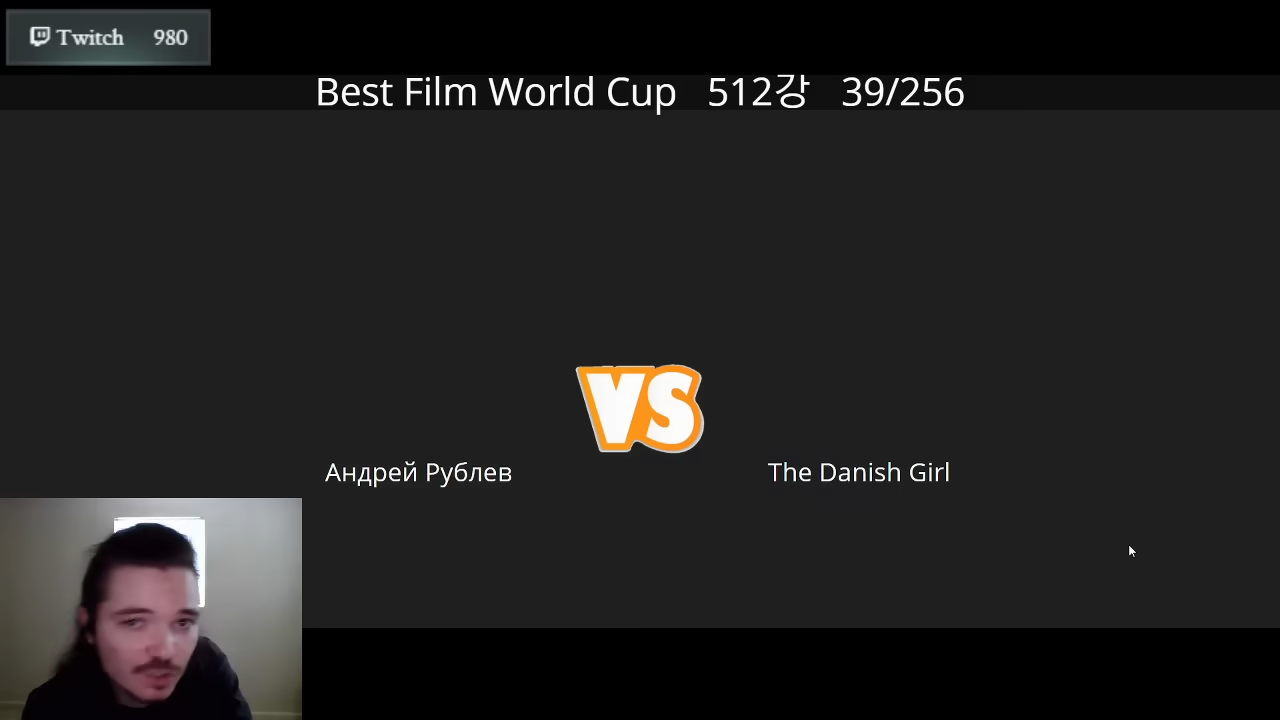 Twitch 980
Best Film World Cup 512강 39/256
VS
Андрей Рублев
The Danish Girl